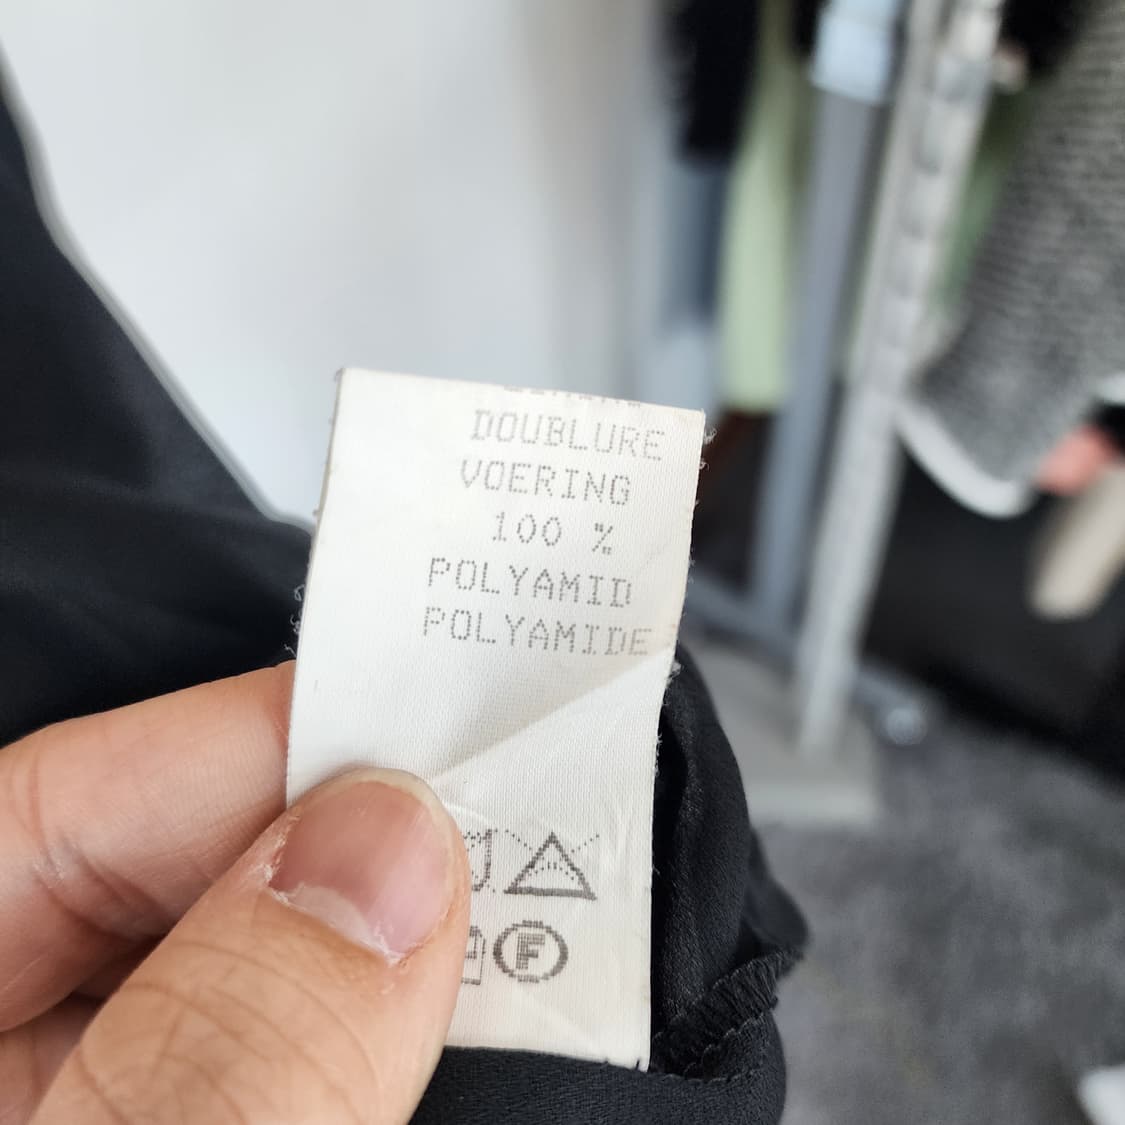 DOUBLURE
VOERING
100 %
POLYAMID
POLYAMIDE
F